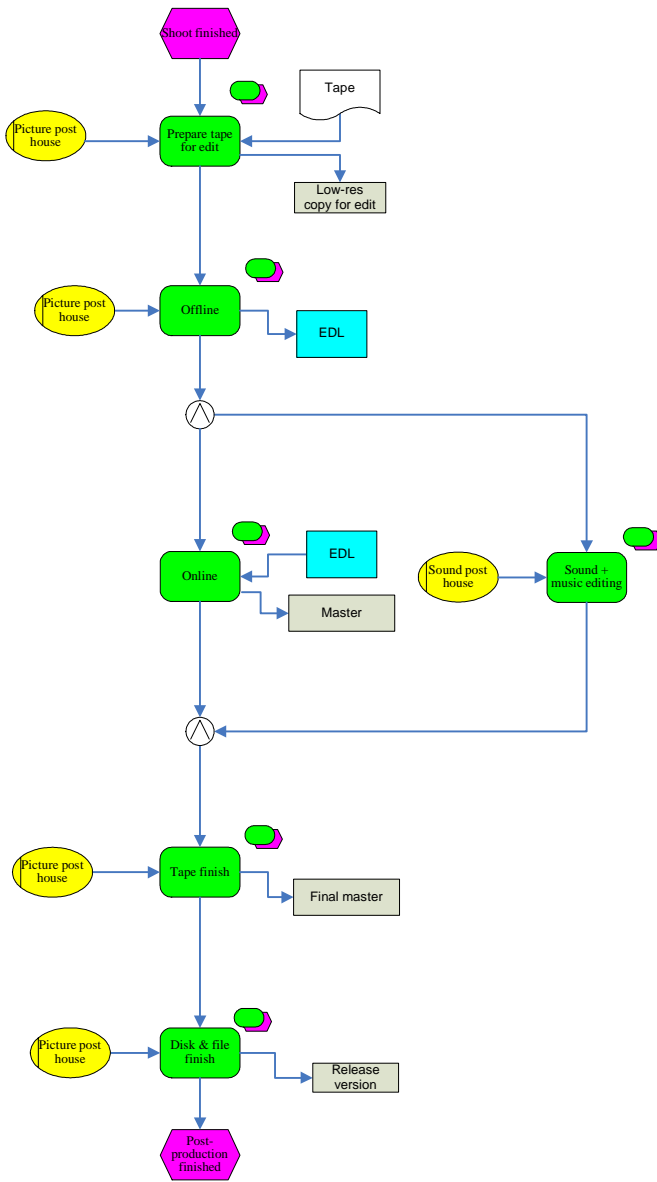 Shoot finished
Tape
Picture post
house
Prepare tape
for edit
Low-res
copy for edit
Picture post
house
Offline
EDL
Online
EDL
Master
Sound post
house
Sound +
music editing
Picture post
house
Tape finish
Final master
Picture post
house
Disk & file
finish
Release
version
Post-
production
finished